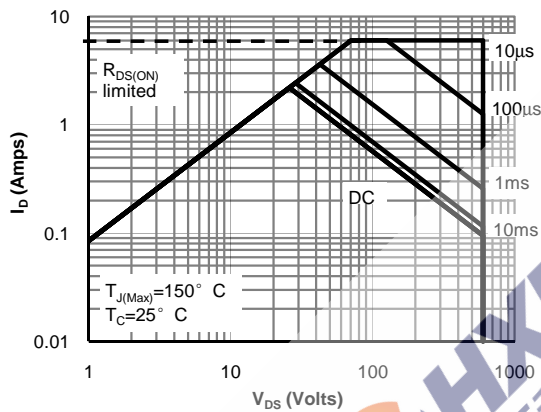 10
R_DS(ON)
limited
10µs
100µs
1
I_D (Amps)
DC
1ms
0.1
10ms
T_J(Max)=150° C
T_C=25° C
0.01
1 10 100 1000
V_DS (Volts)
HX